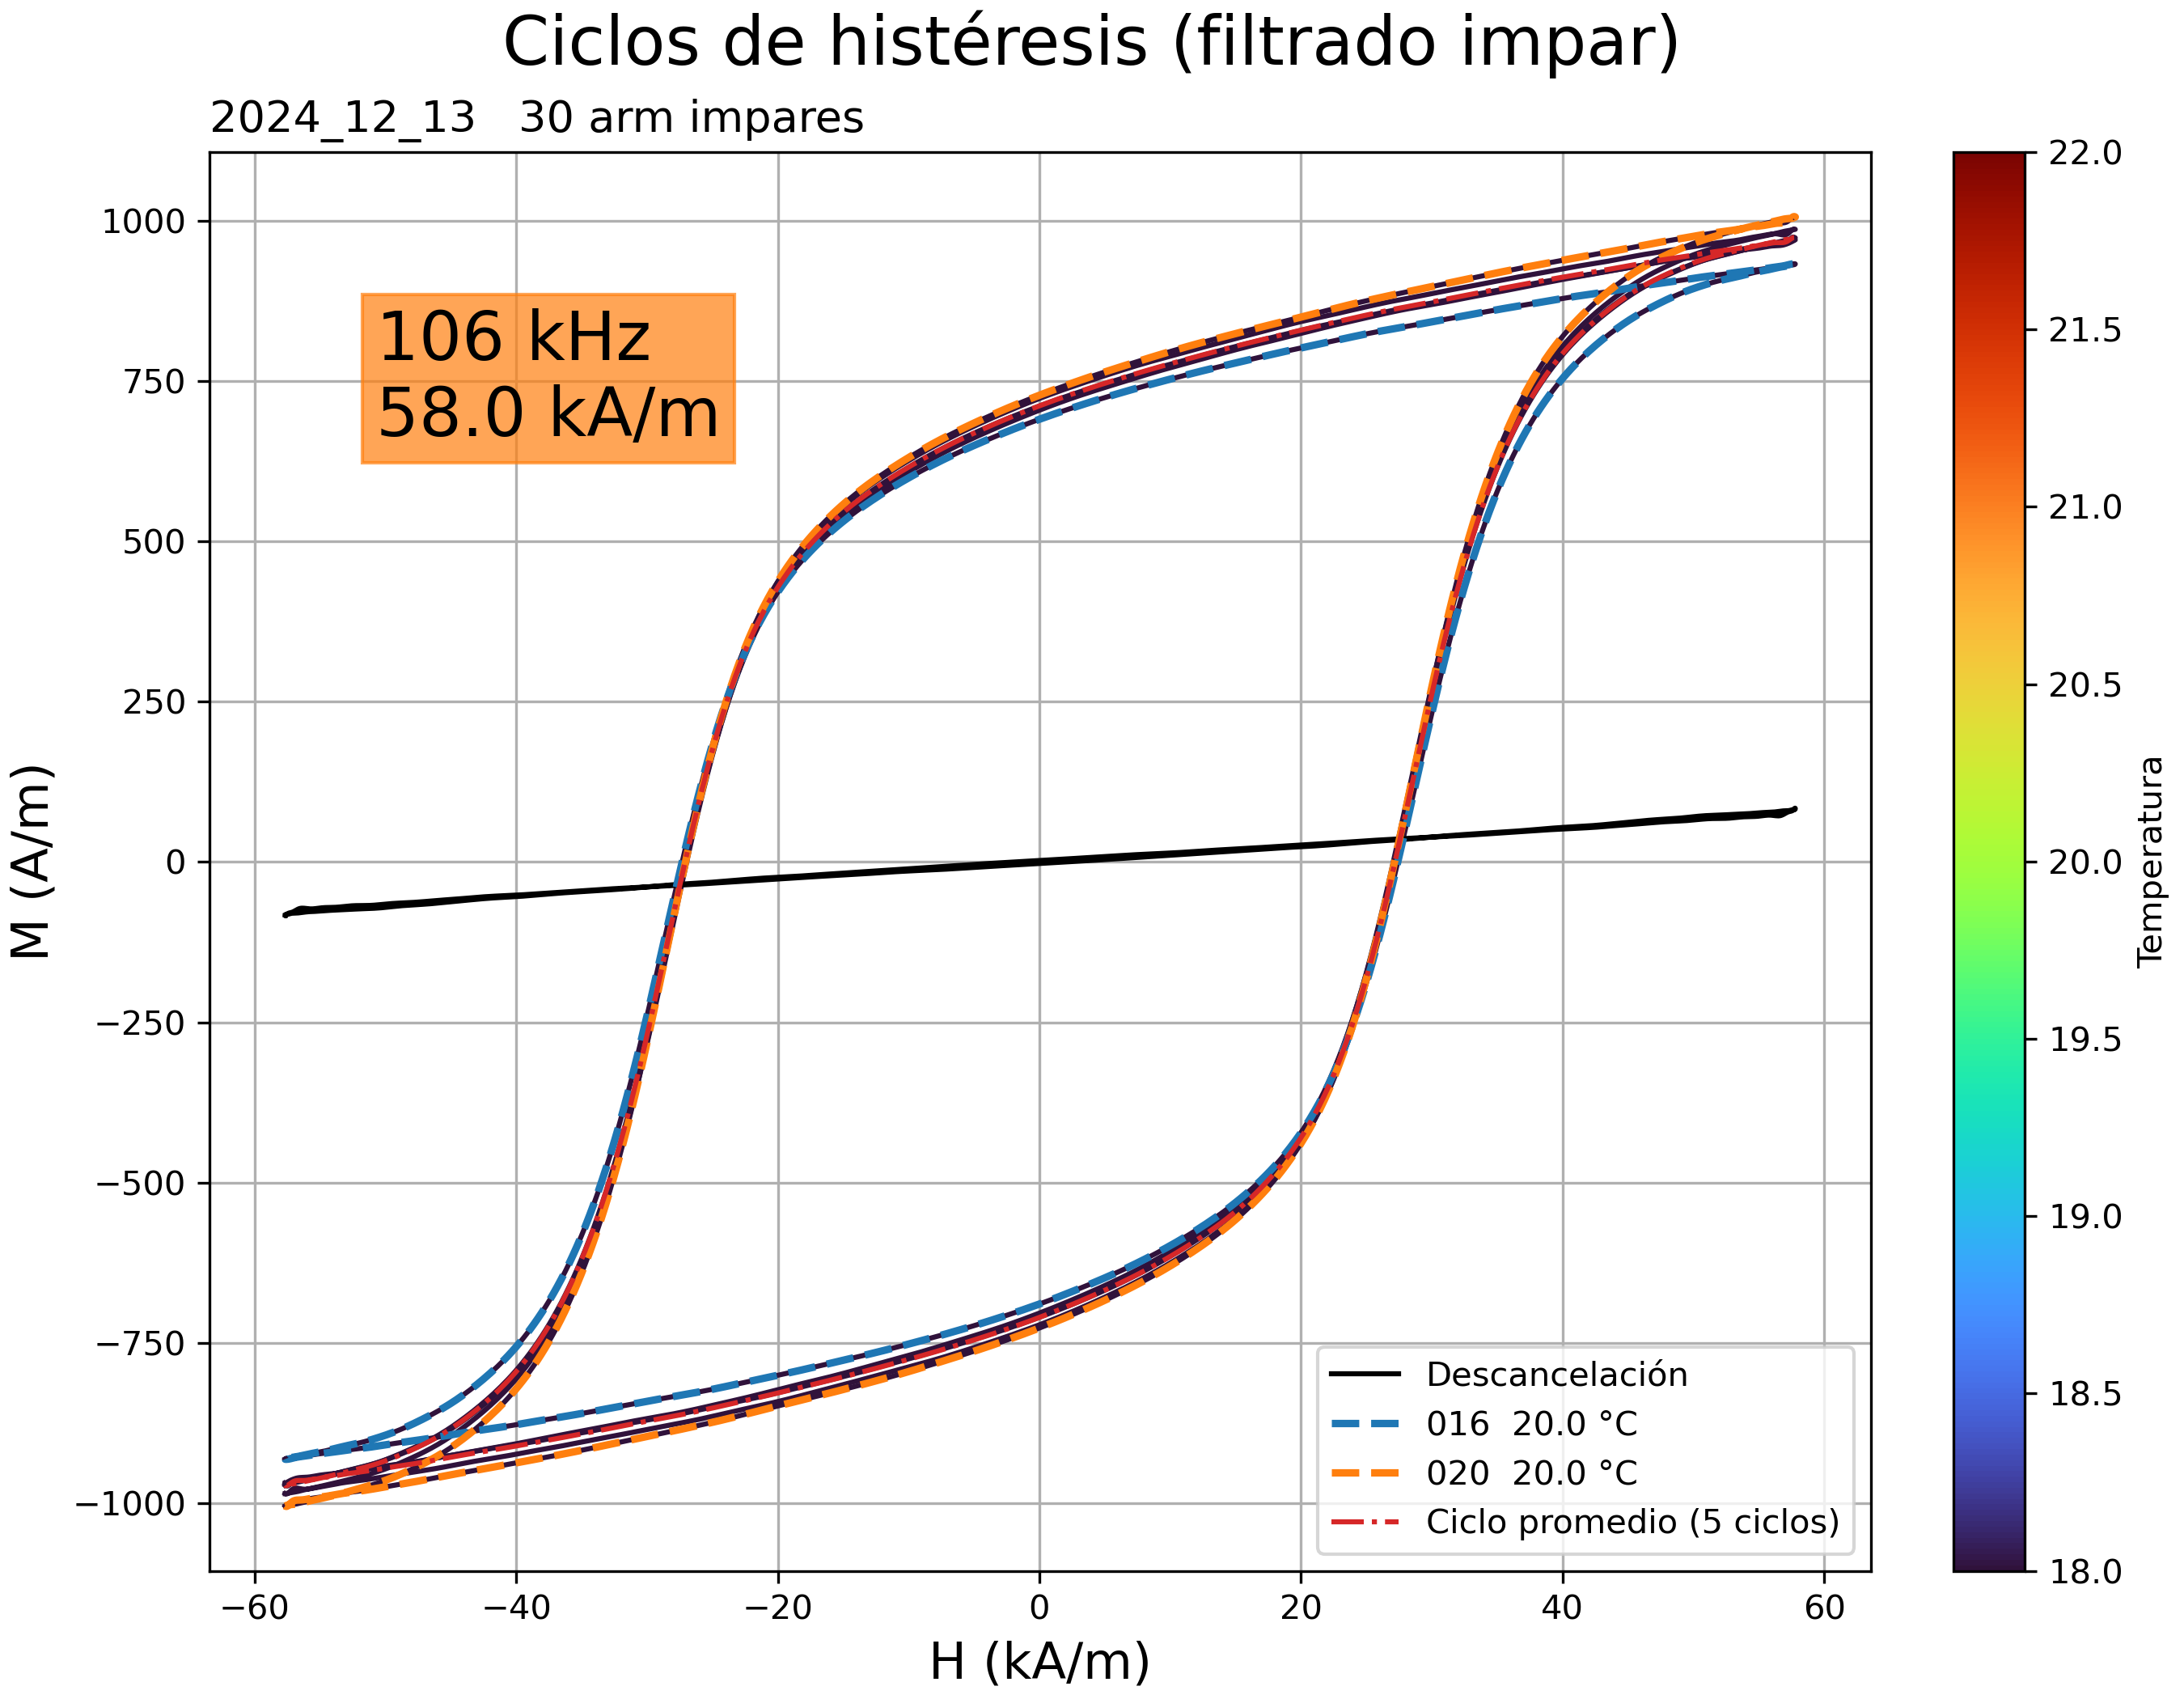 Ciclos de histéresis (filtrado impar)
2024_12_13   30 arm impares
106 kHz
58.0 kA/m
M (A/m)
1000
750
500
250
0
−250
−500
−750
−1000
−60
−40
−20
0
20
40
60
H (kA/m)
Descancelación
016  20.0 °C
020  20.0 °C
Ciclo promedio (5 ciclos)
22.0
21.5
21.0
20.5
20.0
19.5
19.0
18.5
18.0
Temperatura